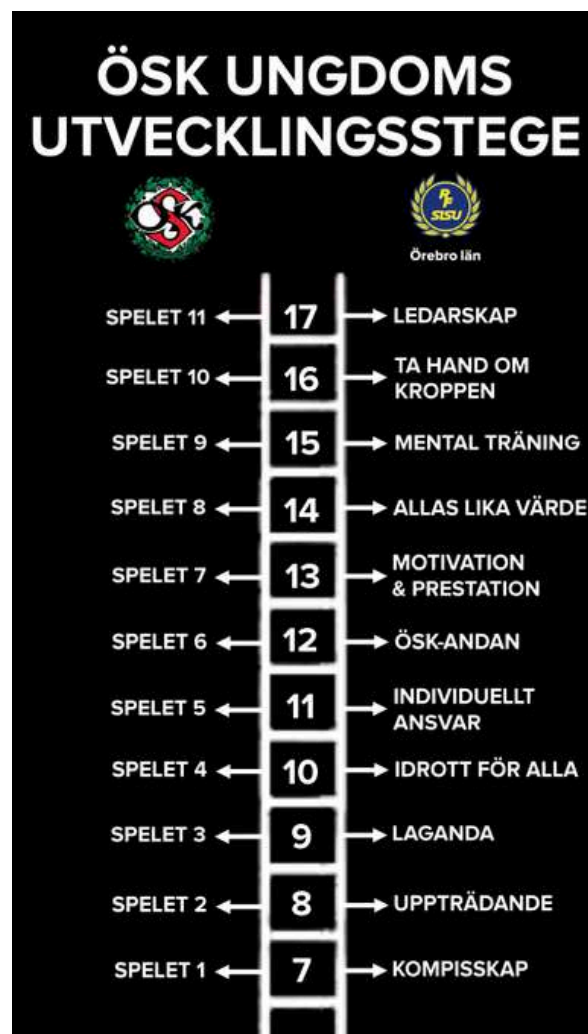 ÖSK UNGDOMS
UTVECKLINGSSTEGE
ÖSK
RF
SISU
Örebro län
SPELET 11 17 LEDARSKAP
SPELET 10 16 TA HAND OM
KROPPEN
SPELET 9 15 MENTAL TRÄNING
SPELET 8 14 ALLAS LIKA VÄRDE
SPELET 7 13 MOTIVATION
& PRESTATION
SPELET 6 12 ÖSK-ANDAN
SPELET 5 11 INDIVIDUELLT
ANSVAR
SPELET 4 10 IDROTT FÖR ALLA
SPELET 3 9 LAGANDA
SPELET 2 8 UPPTRÄDANDE
SPELET 1 7 KOMPISSKAP